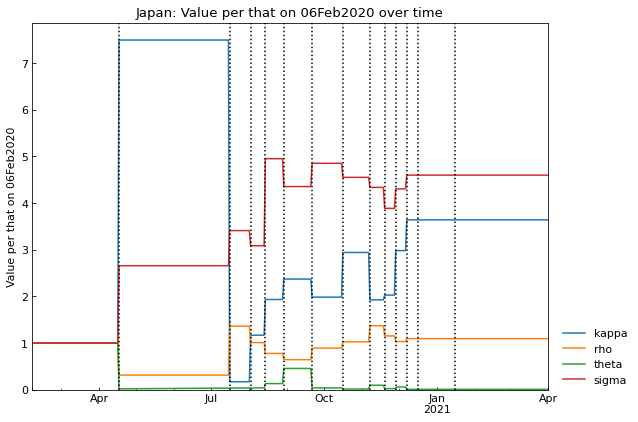 Japan: Value per that on 06Feb2020 over time
Value per that on 06Feb2020
7
6
5
4
3
2
1
0
Apr
Jul
Oct
Jan
2021
Apr
kappa
rho
theta
sigma